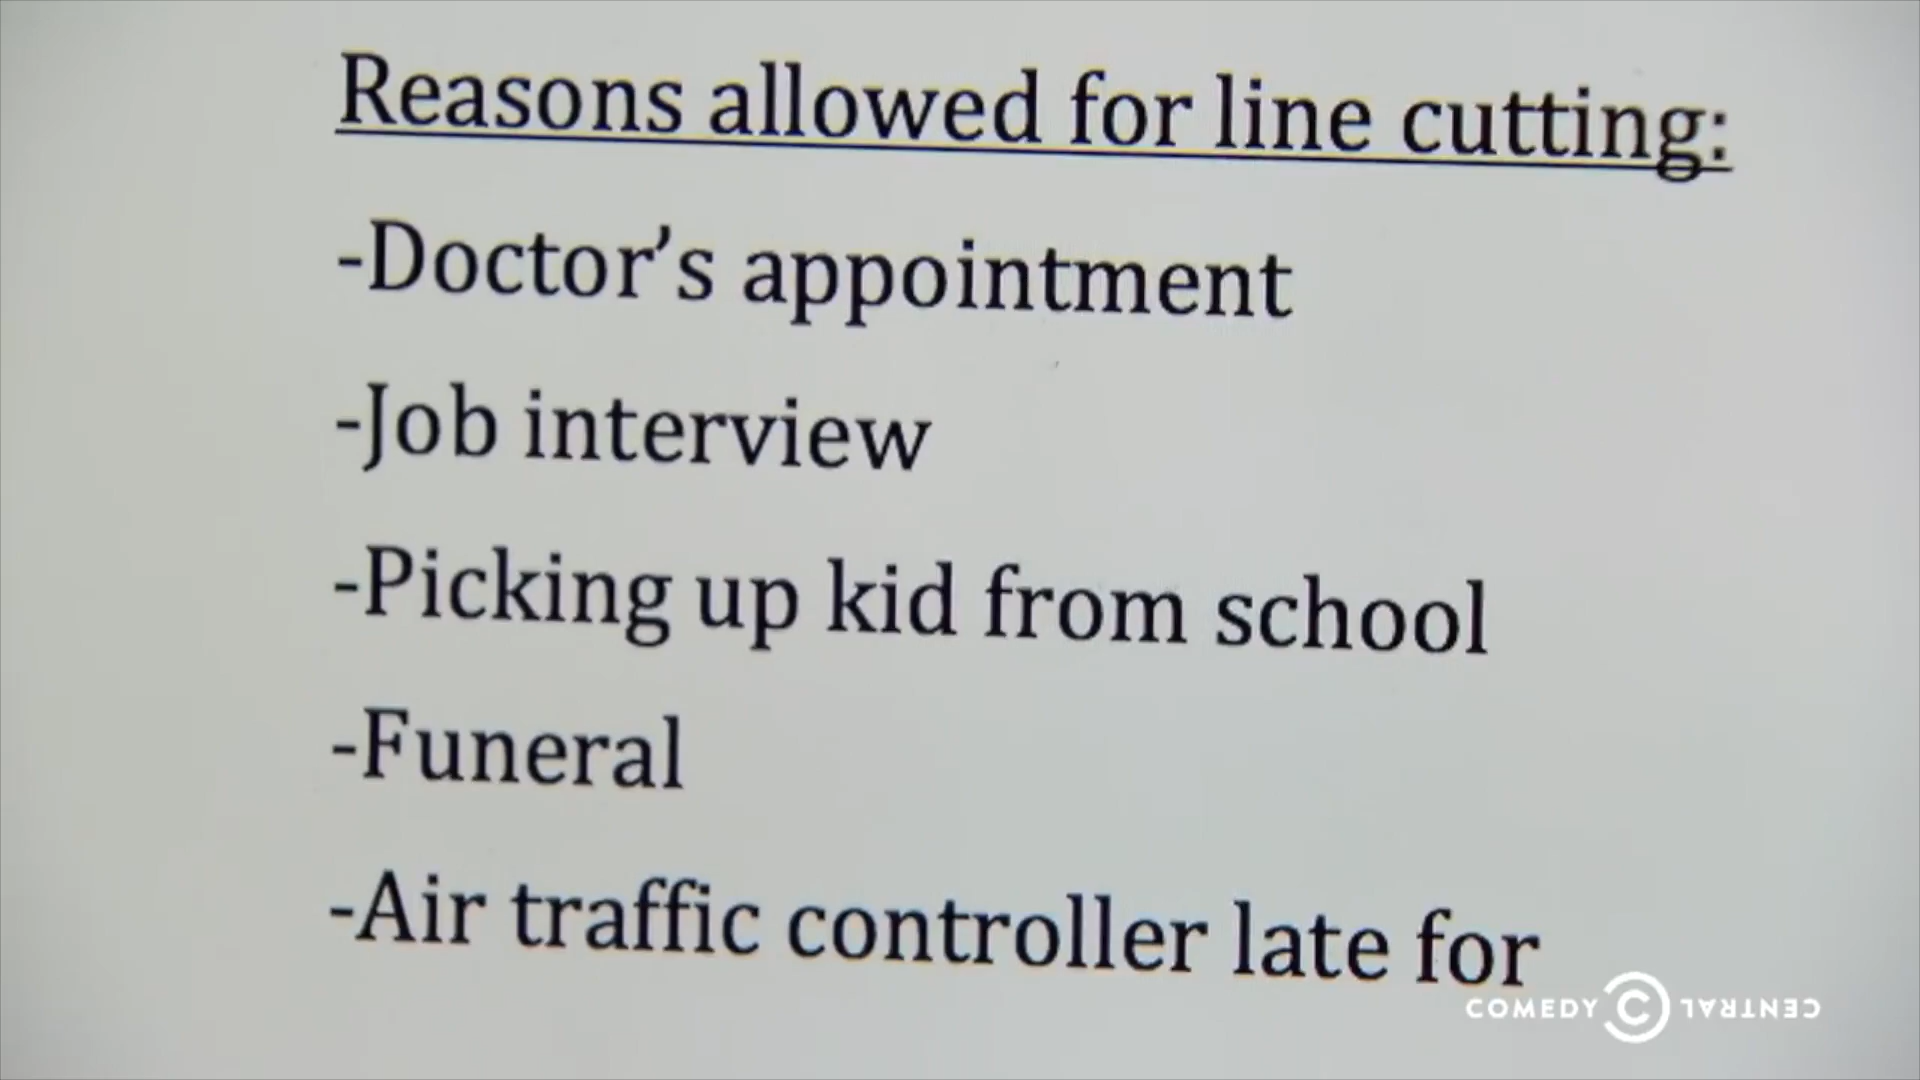 Reasons allowed for line cutting:
-Doctor’s appointment
-Job interview
-Picking up kid from school
-Funeral
-Air traffic controller late for
COMEDY C CENTRAL